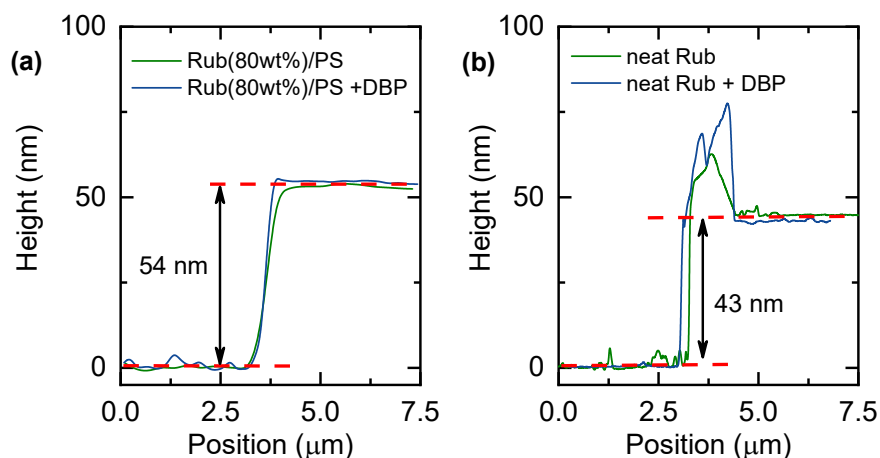 (a)
Height (nm)
100
50
0
Rub(80wt%)/PS
Rub(80wt%)/PS +DBP
54 nm
0.0 2.5 5.0 7.5
Position (μm)
(b)
Height (nm)
100
50
0
neat Rub
neat Rub + DBP
43 nm
0.0 2.5 5.0 7.5
Position (μm)